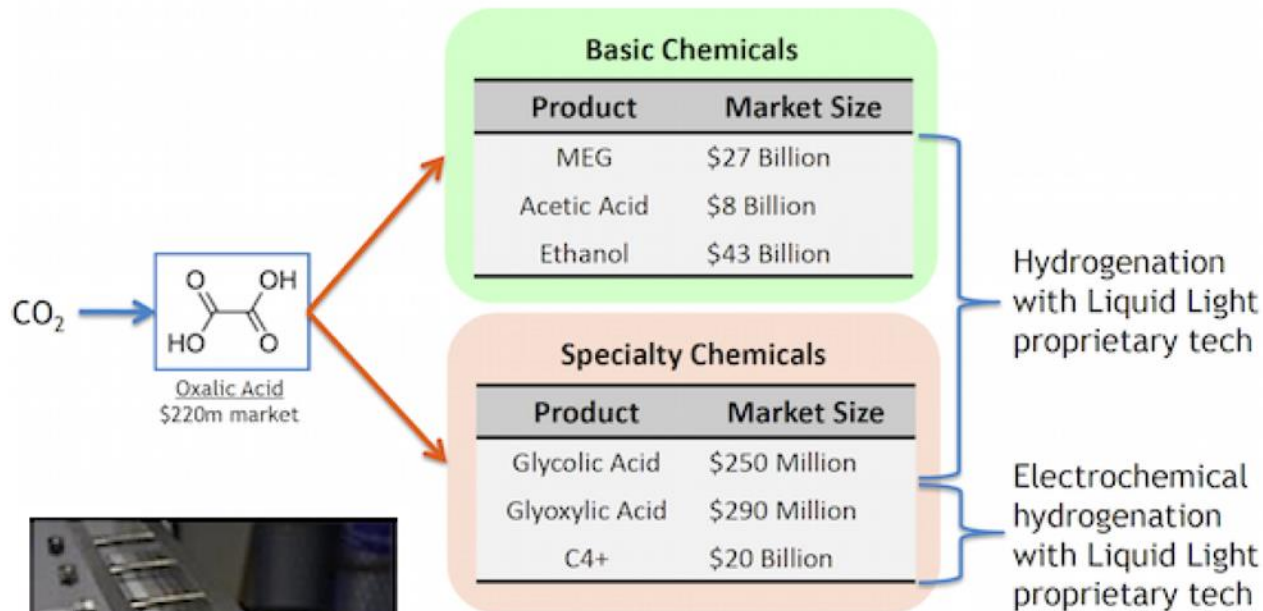 Basic Chemicals
Product Market Size
MEG $27 Billion
Acetic Acid $8 Billion
Ethanol $43 Billion
CO₂
O OH
HO O
Oxalic Acid
$220m market
Hydrogenation
with Liquid Light
proprietary tech
Specialty Chemicals
Product Market Size
Glycolic Acid $250 Million
Glyoxylic Acid $290 Million
C4+ $20 Billion
Electrochemical
hydrogenation
with Liquid Light
proprietary tech